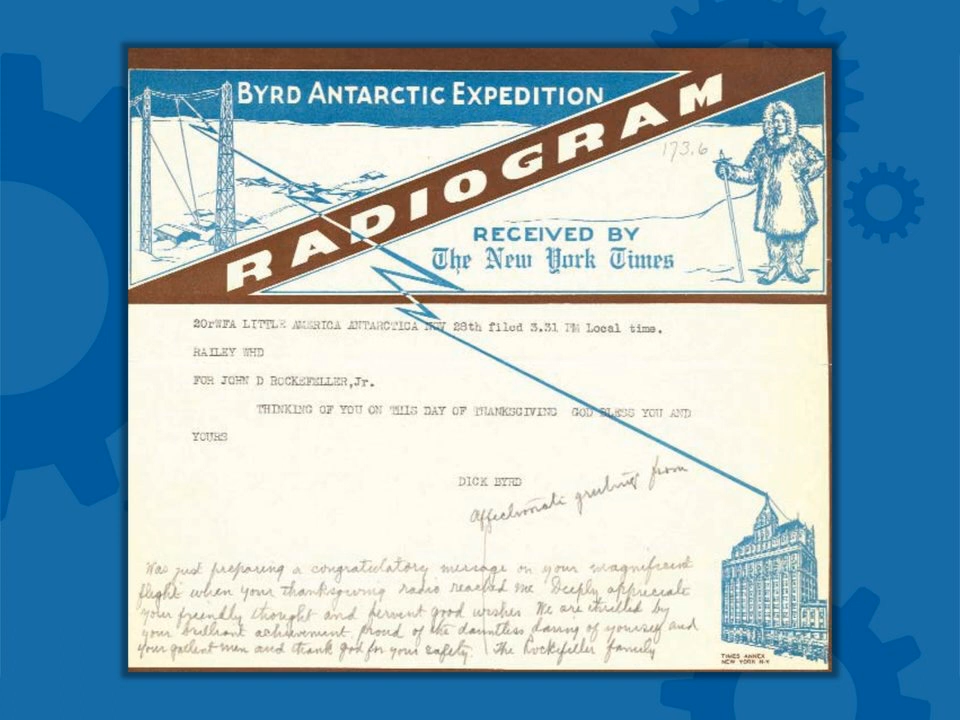 BYRD ANTARCTIC EXPEDITION
RADIOGRAM
173.6
RECEIVED BY
The New York Times
20rWFA LITTLE AMERICA ANTARCTICA NOV 28th filed 3.31 PM Local time.
RAILEY WHD
FOR JOHN D ROCKEFELLER,Jr.
THINKING OF YOU ON THIS DAY OF THANKSGIVING GOD BLESS YOU AND
YOURS
DICK BYRD
Affectionate greetings from
Was just preparing a congratulatory message on your magnificent
flight when your thanksgiving radio reached me Deeply appreciate
your friendly thought and fervent good wishes We are thrilled by
your brilliant achievement, proud of the dauntless daring of yourself and
your gallant men and thank god for your safety. The Rockefeller family
TIMES ANNEX
NEW YORK N.Y.